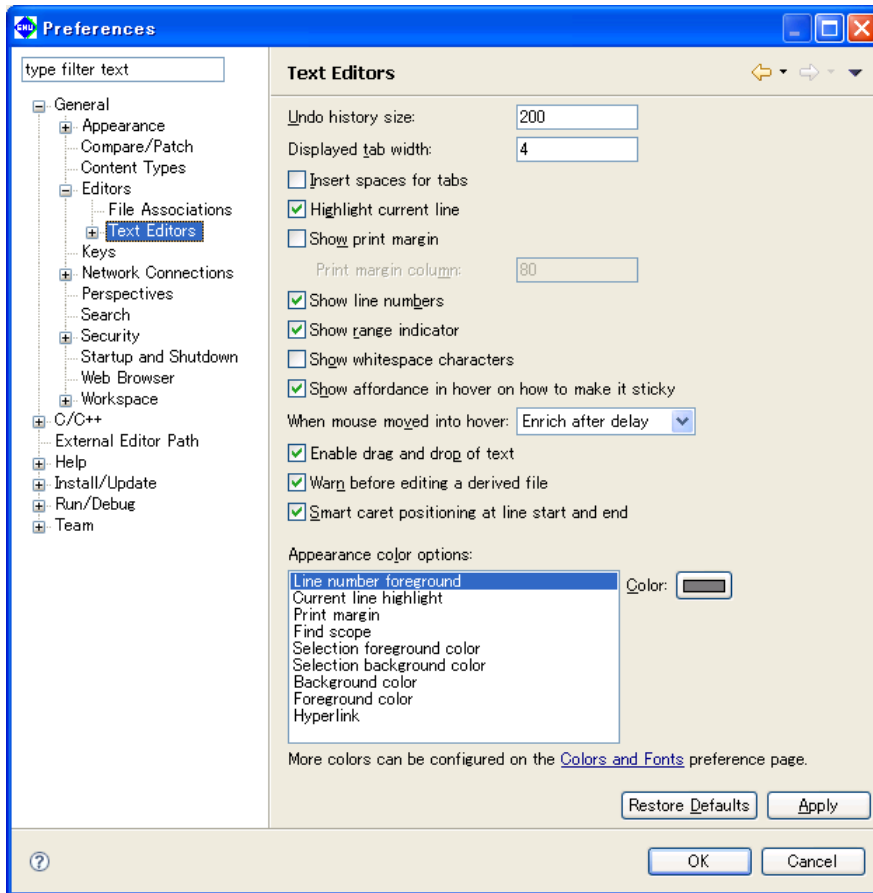 GNU Preferences
type filter text
General
Appearance
Compare/Patch
Content Types
Editors
File Associations
Text Editors
Keys
Network Connections
Perspectives
Search
Security
Startup and Shutdown
Web Browser
Workspace
C/C++
External Editor Path
Help
Install/Update
Run/Debug
Team
Text Editors
Undo history size: 200
Displayed tab width: 4
Insert spaces for tabs
Highlight current line
Show print margin
Print margin column: 80
Show line numbers
Show range indicator
Show whitespace characters
Show affordance in hover on how to make it sticky
When mouse moved into hover: Enrich after delay
Enable drag and drop of text
Warn before editing a derived file
Smart caret positioning at line start and end
Appearance color options:
Line number foreground
Color:
Current line highlight
Print margin
Find scope
Selection foreground color
Selection background color
Background color
Foreground color
Hyperlink
More colors can be configured on the Colors and Fonts preference page.
Restore Defaults Apply
? OK Cancel